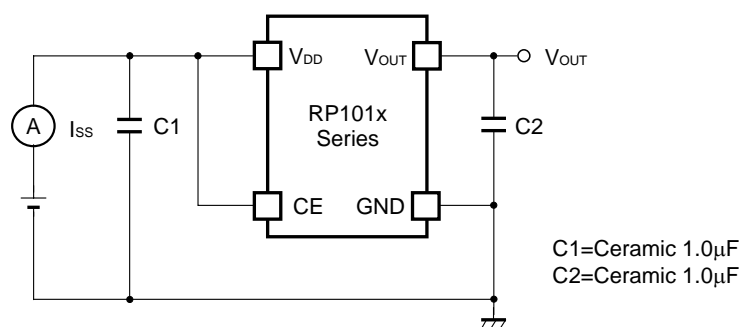 VDD
VOUT
VOUT
RP101x
Series
A
ISS
C1
C2
CE
GND
C1=Ceramic 1.0μF
C2=Ceramic 1.0μF